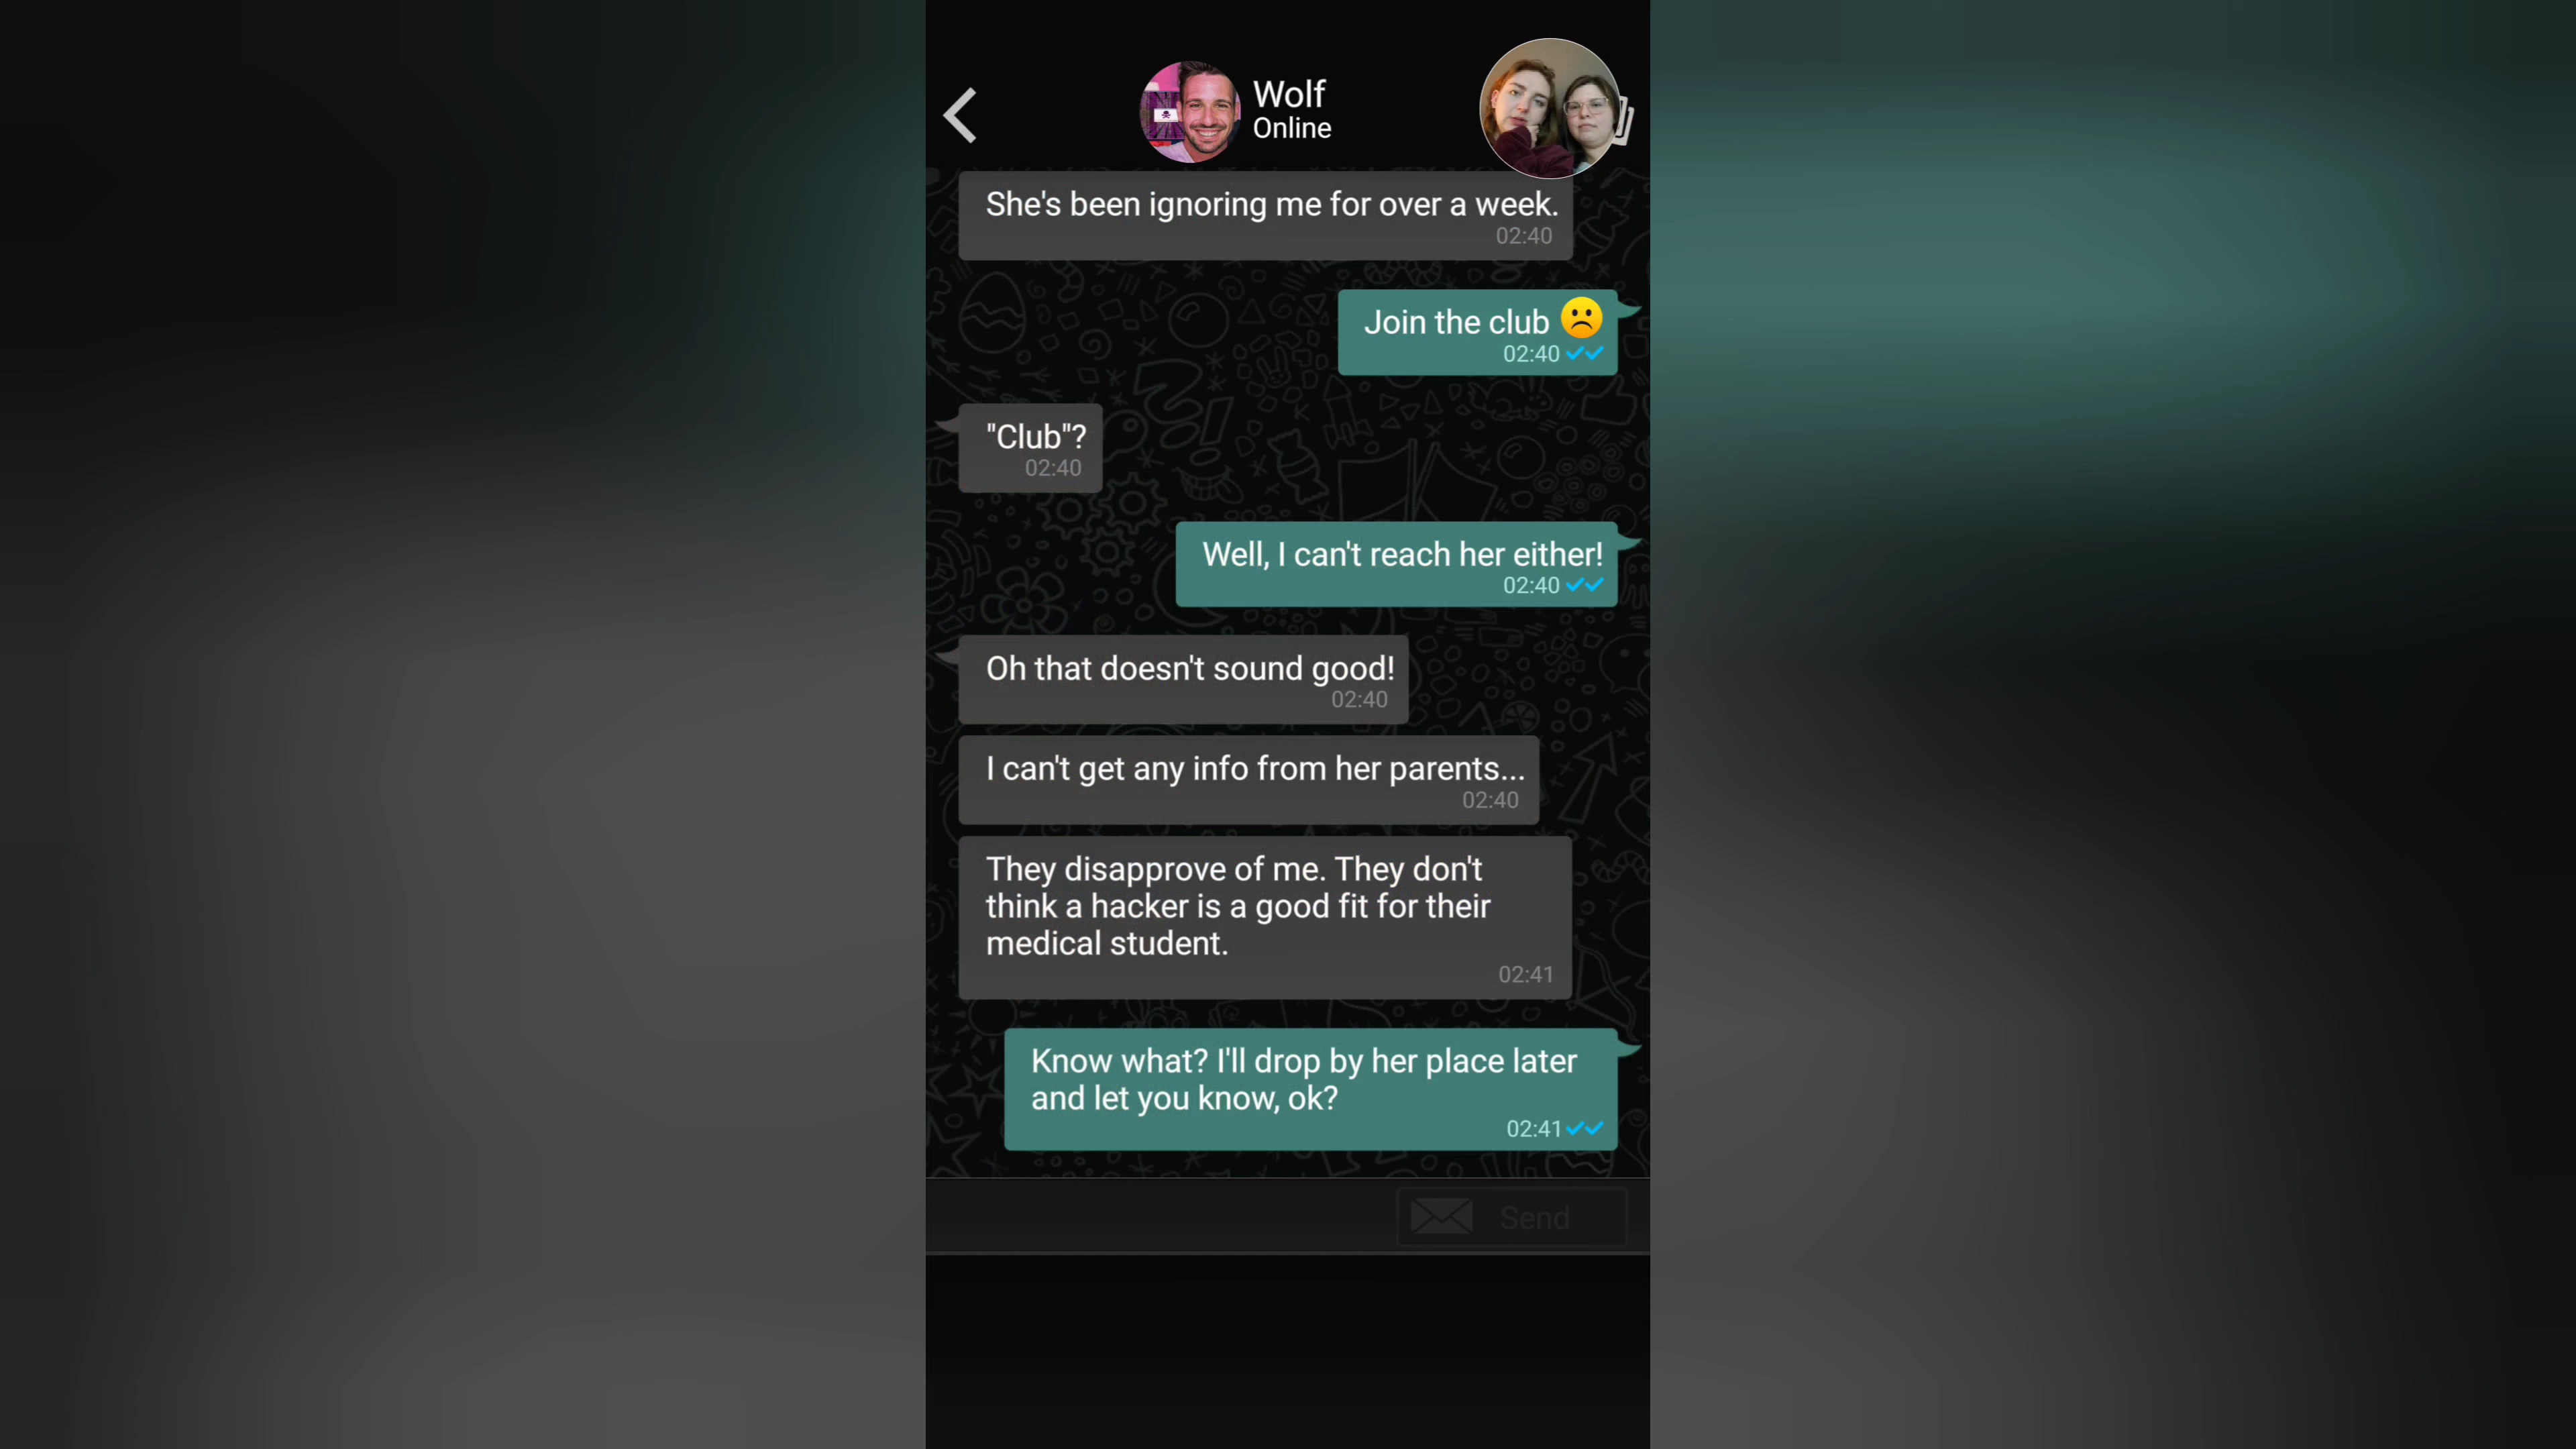 Wolf
Online
She's been ignoring me for over a week.
02:40
Join the club ☹️
02:40
"Club"?
02:40
Well, I can't reach her either!
02:40
Oh that doesn't sound good!
02:40
I can't get any info from her parents...
02:40
They disapprove of me. They don't
think a hacker is a good fit for their
medical student.
02:41
Know what? I'll drop by her place later
and let you know, ok?
02:41
Send